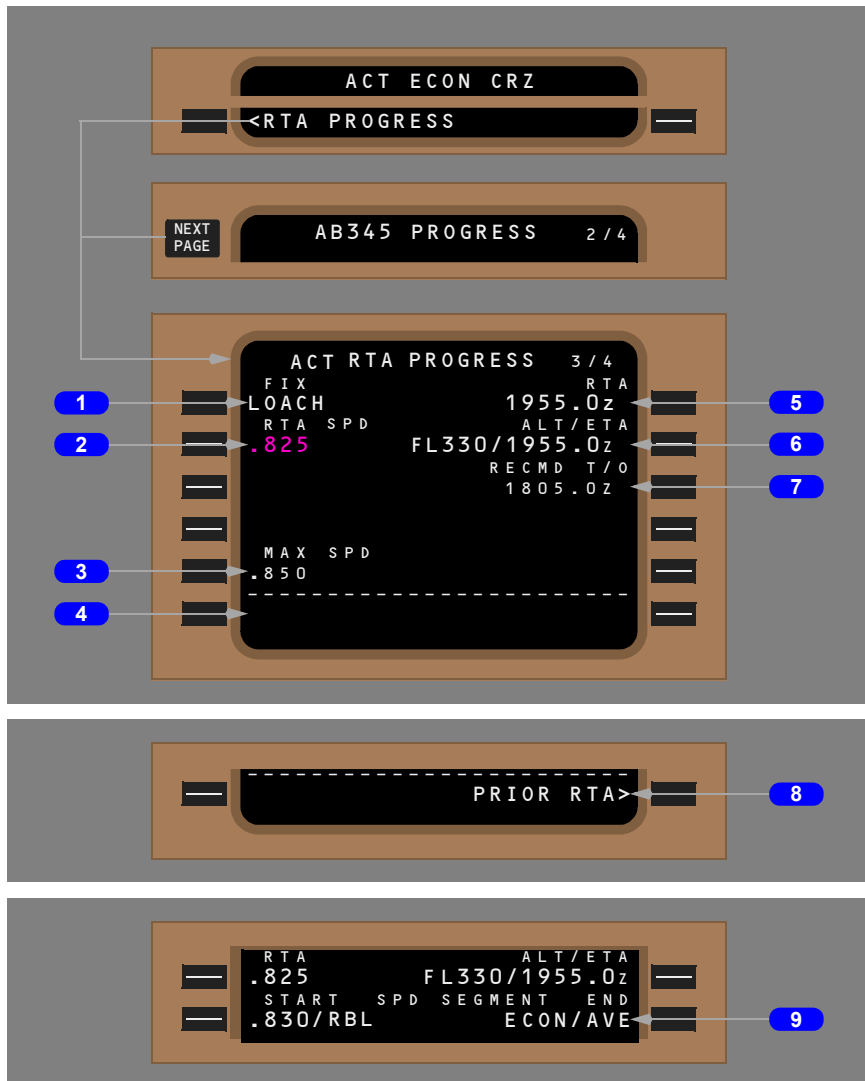 ACT ECON CRZ
<RTA PROGRESS
NEXT
PAGE
AB345 PROGRESS 2/4
ACT RTA PROGRESS 3/4
FIX RTA
1 LOACH 1955.0z 5
RTA SPD ALT/ETA
2 .825 FL330/1955.0z 6
RECMD T/O
1805.0Z 7
MAX SPD
3 .850
------------------------
4
------------------------
PRIOR RTA> 8
RTA ALT/ETA
.825 FL330/1955.0z
START SPD SEGMENT END
.830/RBL ECON/AVE 9